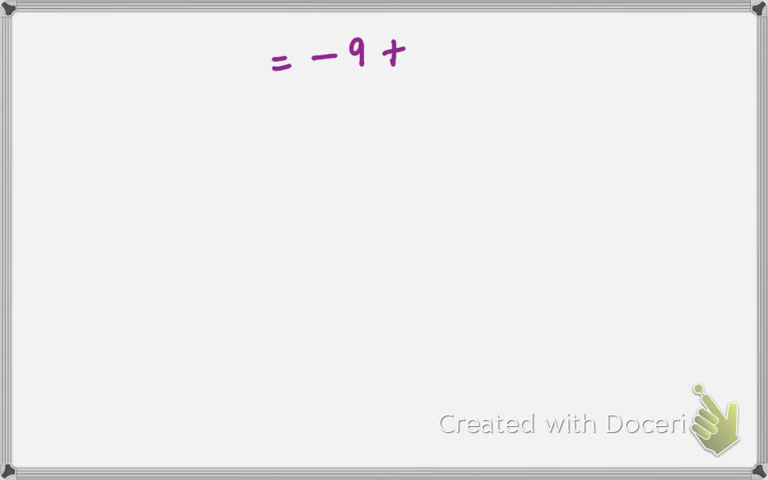 = - 9 +
Created with Doceri